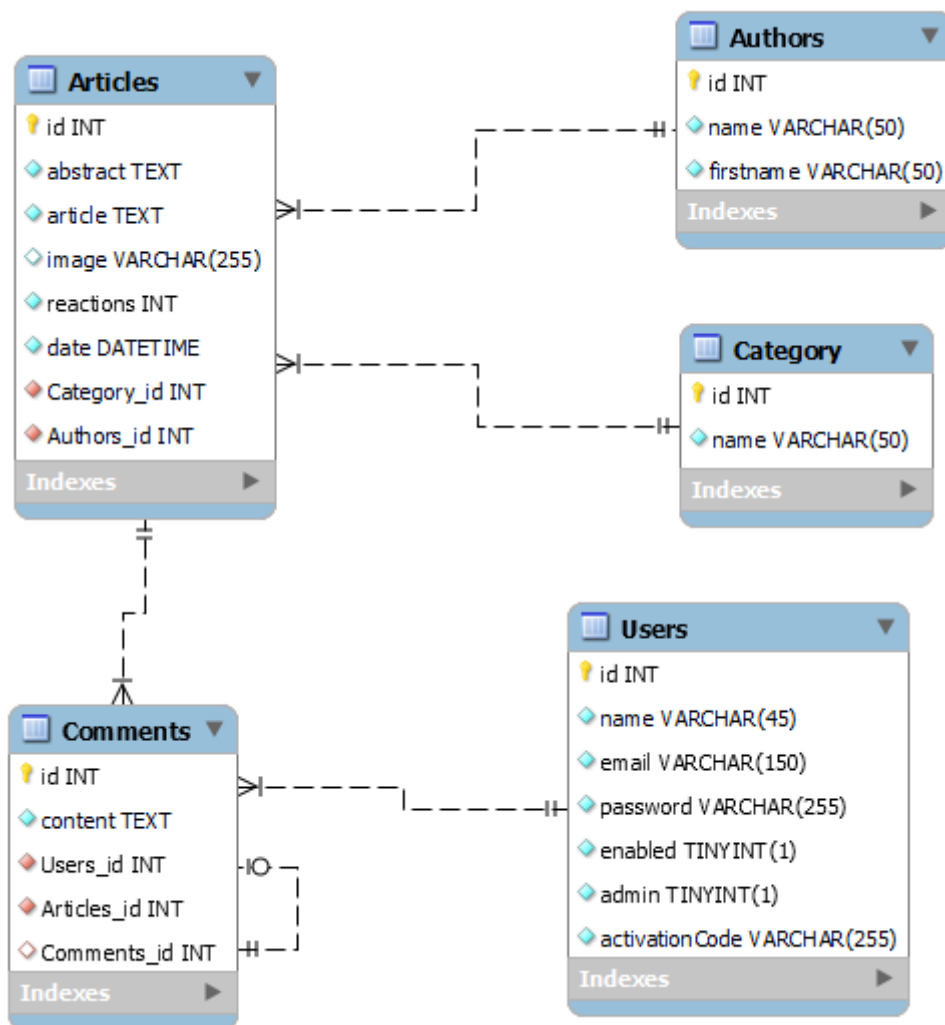 Articles
id INT
abstract TEXT
article TEXT
image VARCHAR(255)
reactions INT
date DATETIME
Category_id INT
Authors_id INT
Indexes
Authors
id INT
name VARCHAR(50)
firstname VARCHAR(50)
Indexes
Category
id INT
name VARCHAR(50)
Indexes
Comments
id INT
content TEXT
Users_id INT
Articles_id INT
Comments_id INT
Indexes
Users
id INT
name VARCHAR(45)
email VARCHAR(150)
password VARCHAR(255)
enabled TINYINT(1)
admin TINYINT(1)
activationCode VARCHAR(255)
Indexes